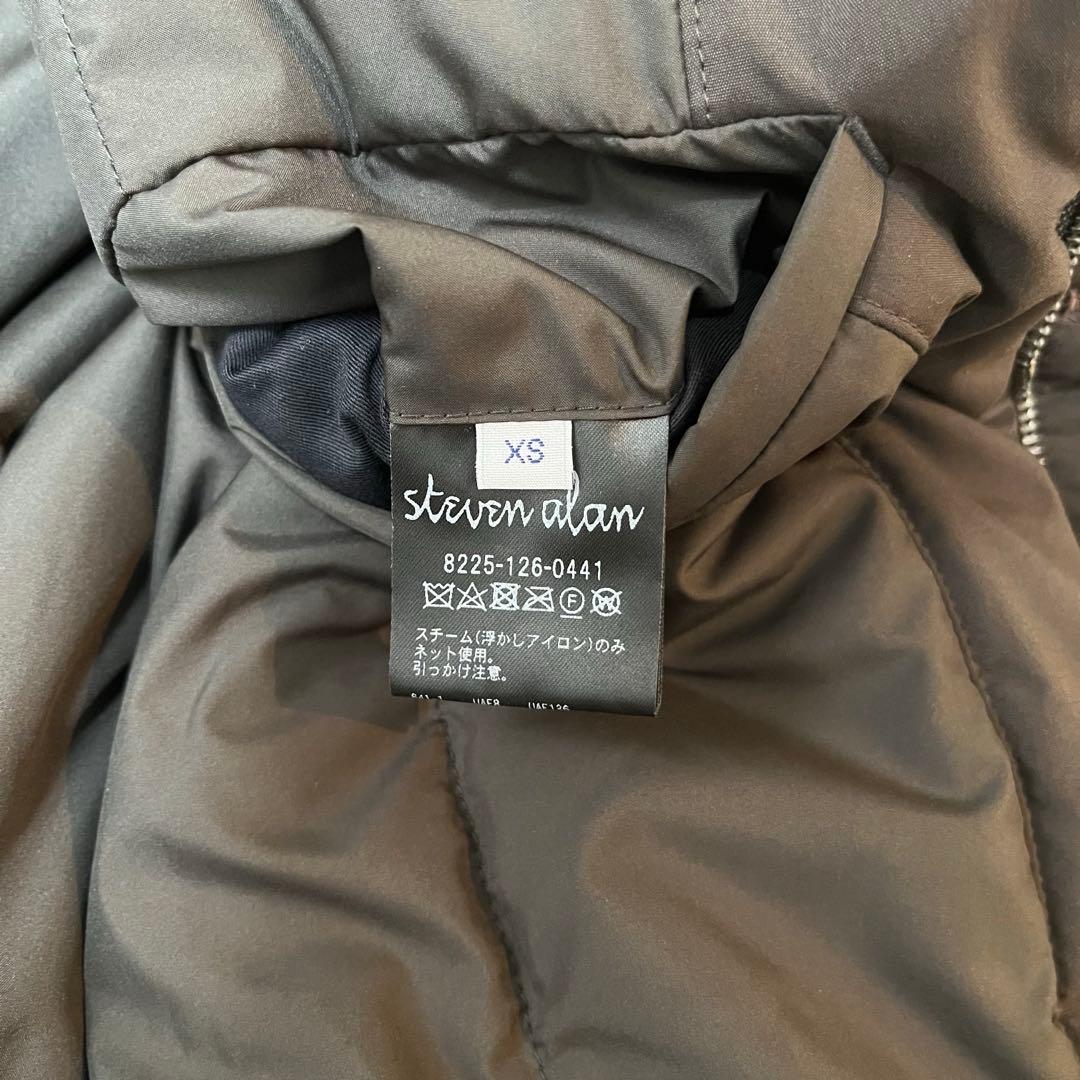 XS
steven alan
8225-126-0441
スチーム(浮かしアイロン)のみ
ネット使用。
引っかけ注意。